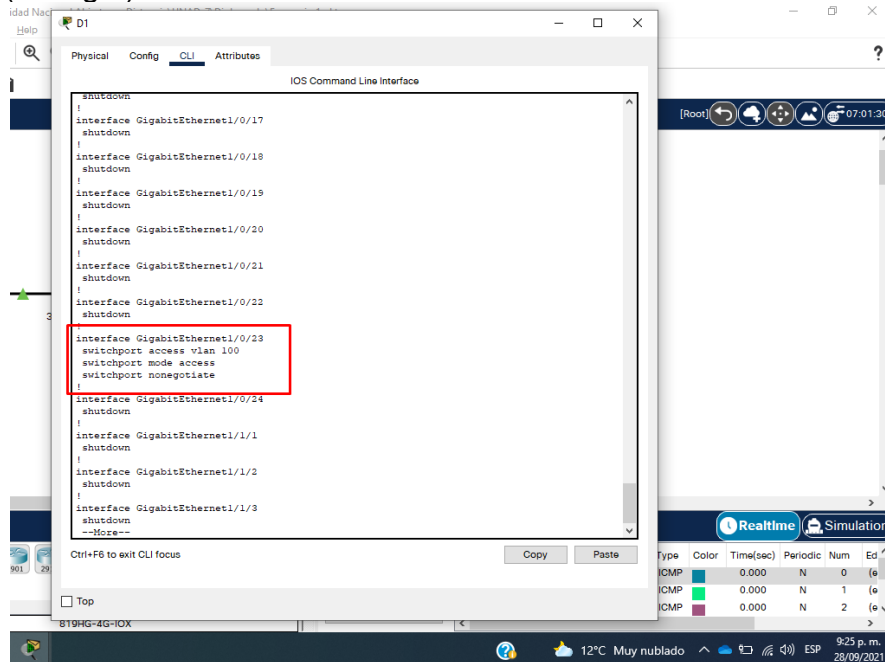 Help
D1
Physical Config CLI Attributes
IOS Command Line Interface
shutdown
!
interface GigabitEthernet1/0/17
shutdown
!
interface GigabitEthernet1/0/18
shutdown
!
interface GigabitEthernet1/0/19
shutdown
!
interface GigabitEthernet1/0/20
shutdown
!
interface GigabitEthernet1/0/21
shutdown
!
interface GigabitEthernet1/0/22
shutdown
!
interface GigabitEthernet1/0/23
switchport access vlan 100
switchport mode access
switchport nonegotiate
!
interface GigabitEthernet1/0/24
shutdown
!
interface GigabitEthernet1/1/1
shutdown
!
interface GigabitEthernet1/1/2
shutdown
!
interface GigabitEthernet1/1/3
shutdown
--More--
Ctrl+F6 to exit CLI focus
Copy Paste
Top
?
[Root] 07:01:30
3
Realtime Simulation
901 29
Type Color Time(sec) Periodic Num Ed
ICMP 0.000 N 0 (e
ICMP 0.000 N 1 (e
ICMP 0.000 N 2 (e
819HG-4G-IOX
12°C Muy nublado ESP 9:25 p. m.
28/09/2021